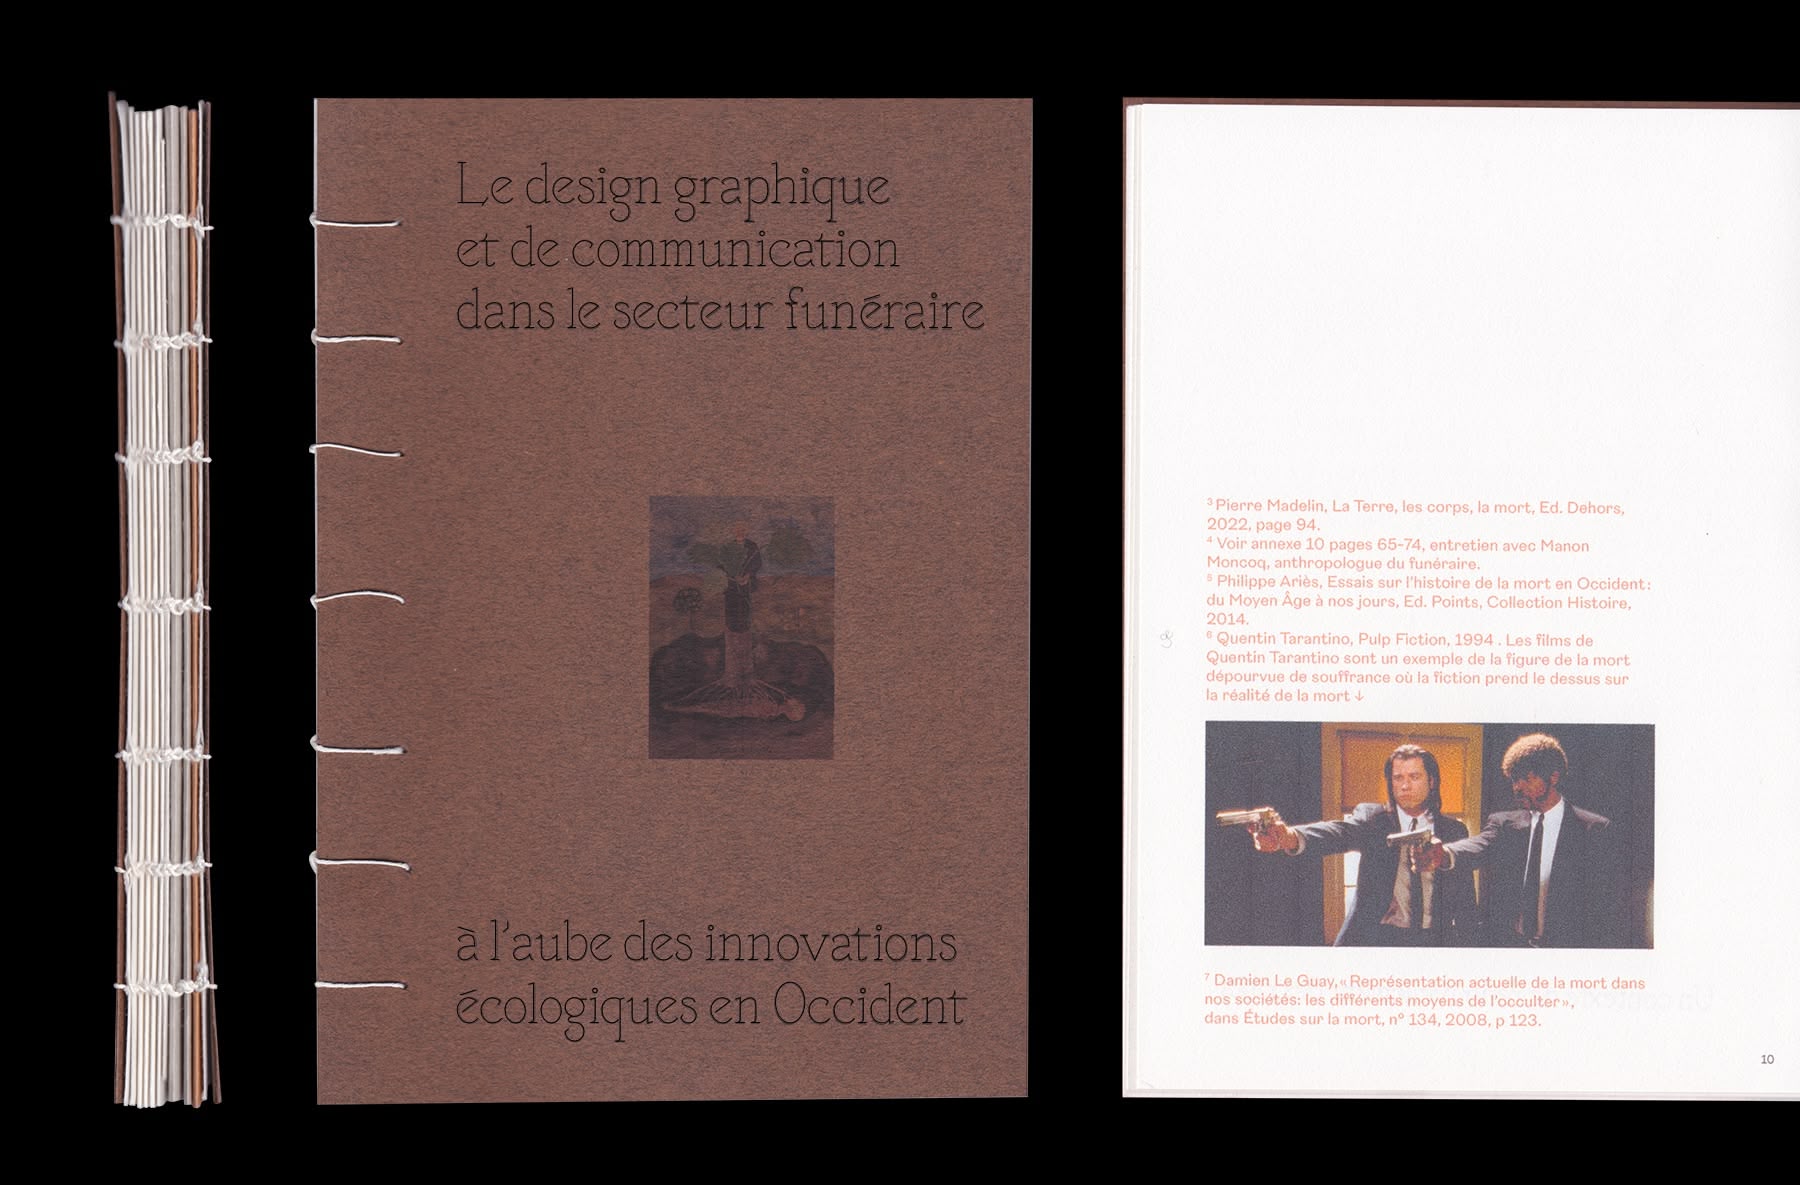 Le design graphique
et de communication
dans le secteur funéraire
à l'aube des innovations
écologiques en Occident
³ Pierre Madelin, La Terre, les corps, la mort, Ed. Dehors,
2022, page 94.
⁴ Voir annexe 10 pages 65-74, entretien avec Manon
Moncoq, anthropologue du funéraire.
⁵ Philippe Ariès, Essais sur l'histoire de la mort en Occident :
du Moyen Âge à nos jours, Ed. Points, Collection Histoire,
2014.
⁶ Quentin Tarantino, Pulp Fiction, 1994 . Les films de
Quentin Tarantino sont un exemple de la figure de la mort
dépourvue de souffrance où la fiction prend le dessus sur
la réalité de la mort ↓
⁷ Damien Le Guay, « Représentation actuelle de la mort dans
nos sociétés: les différents moyens de l'occulter »,
dans Études sur la mort, n° 134, 2008, p 123.
10